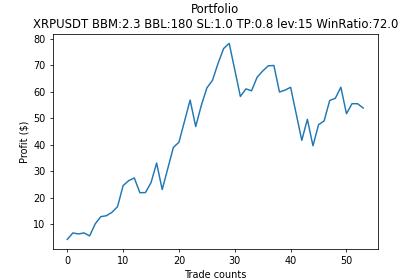 Portfolio
XRPUSDT BBM:2.3 BBL:180 SL:1.0 TP:0.8 lev:15 WinRatio:72.0
80
70
60
50
40
30
20
10
Profit ($)
0 10 20 30 40 50
Trade counts